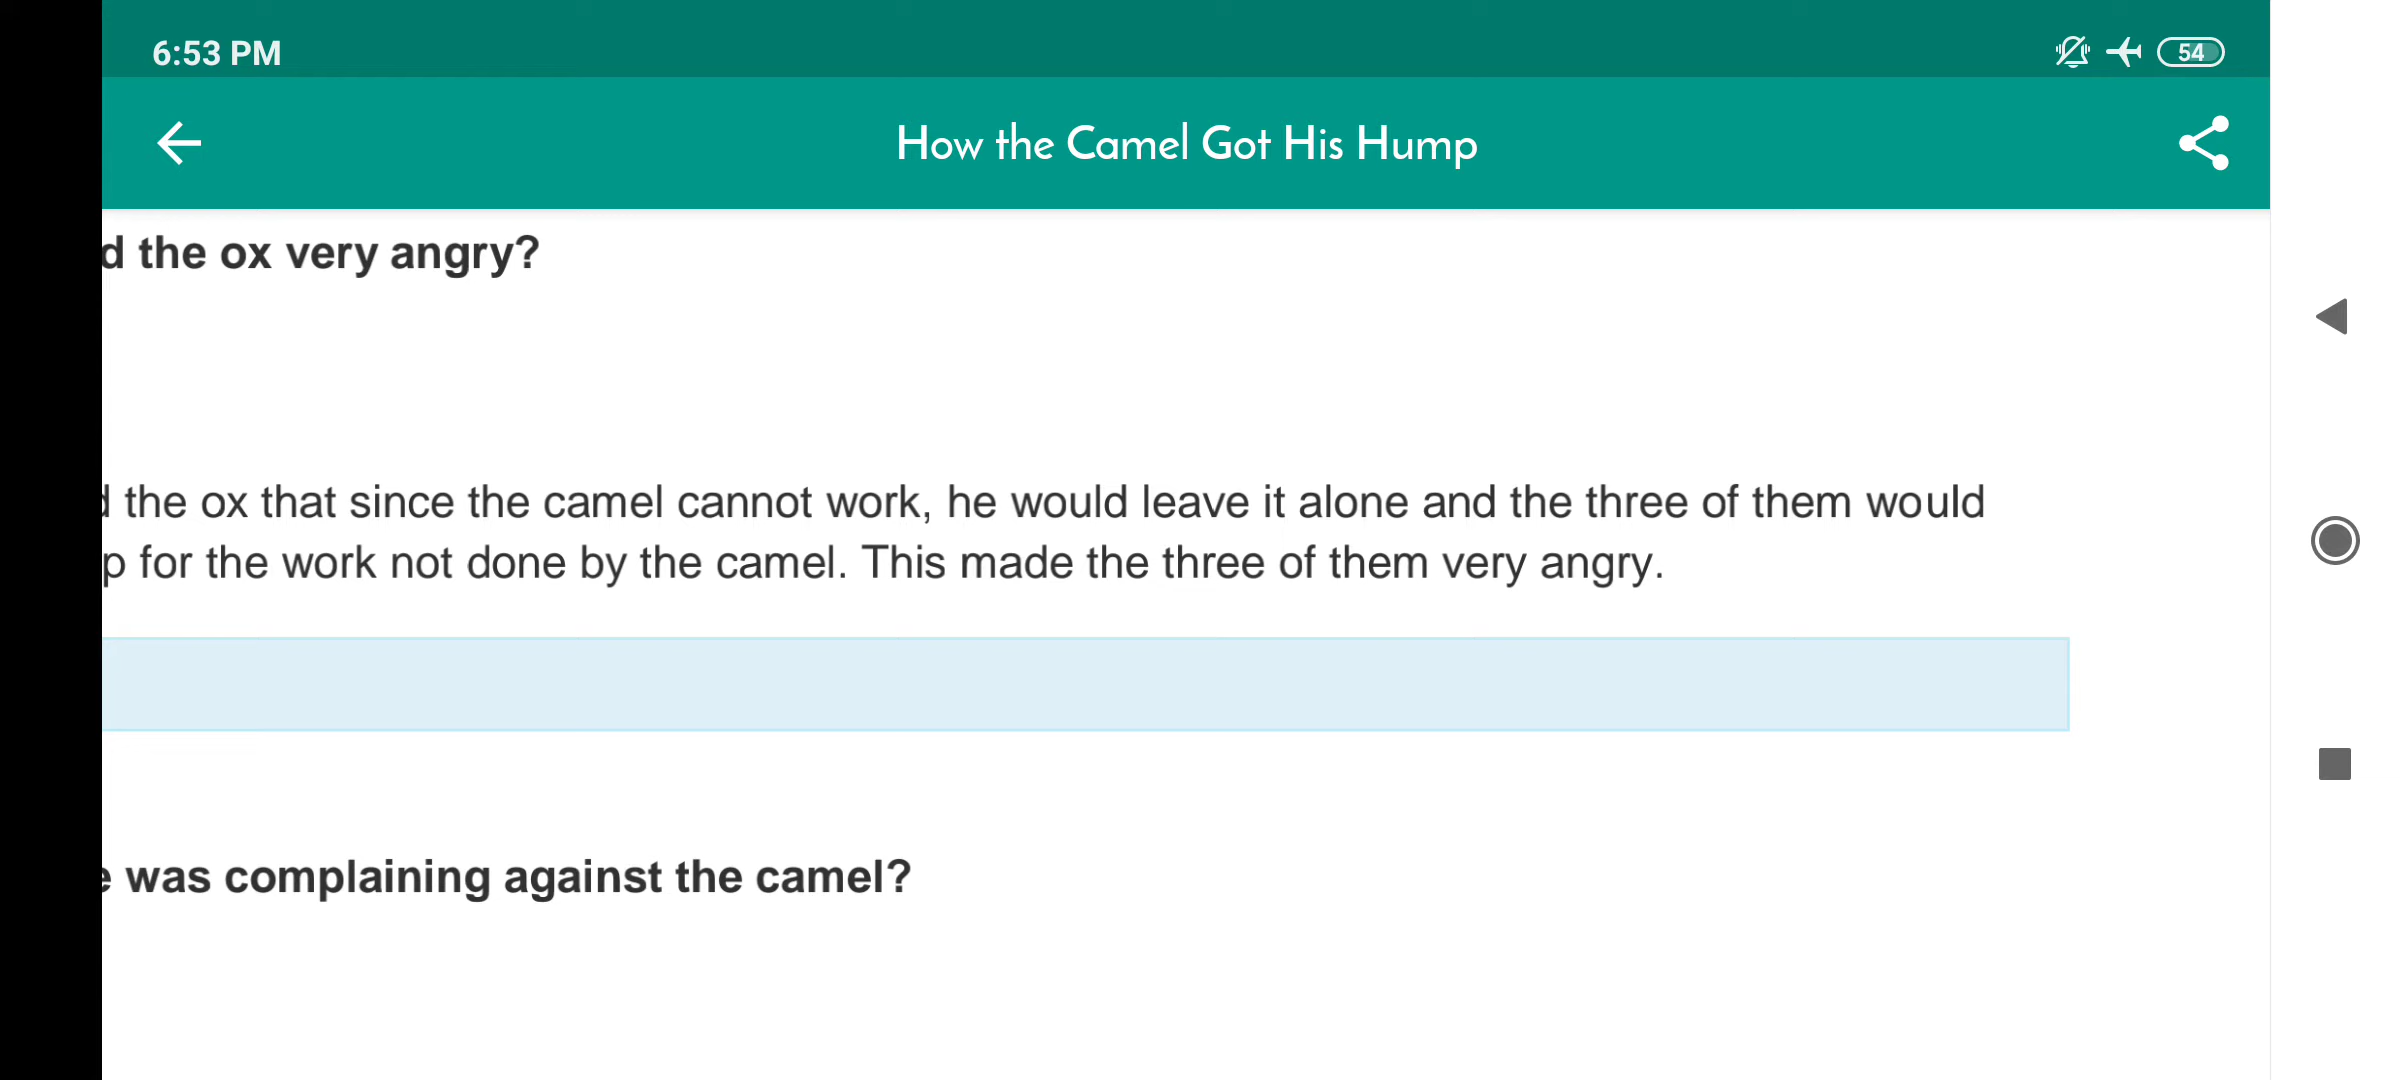 6:53 PM
54
How the Camel Got His Hump
d the ox very angry?
the ox that since the camel cannot work, he would leave it alone and the three of them would
p for the work not done by the camel. This made the three of them very angry.
was complaining against the camel?